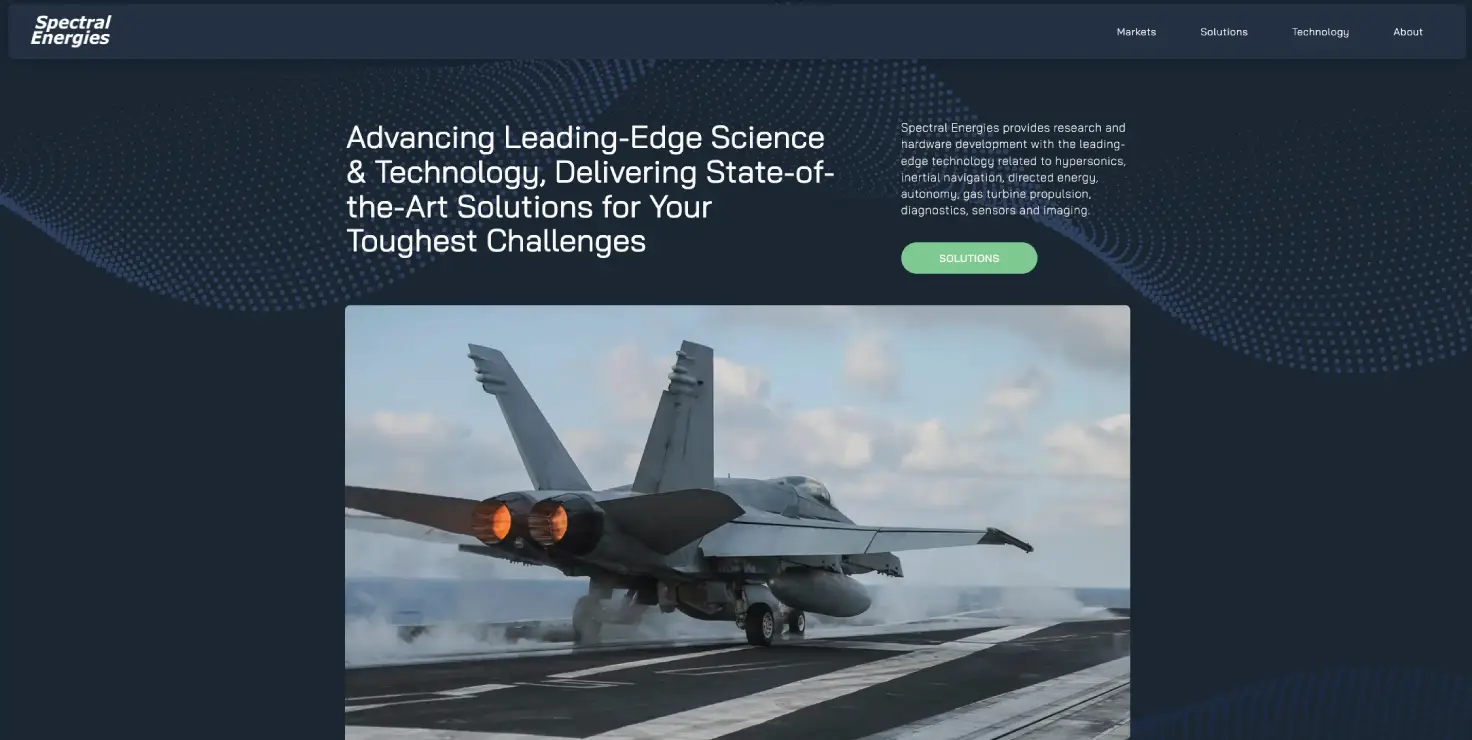 Spectral
Energies
Markets
Solutions
Technology
About
Advancing Leading-Edge Science
& Technology, Delivering State-of-
the-Art Solutions for Your
Toughest Challenges
Spectral Energies provides research and
hardware development with the leading-
edge technology related to hypersonics,
inertial navigation, directed energy,
autonomy, gas turbine propulsion,
diagnostics, sensors and imaging.
SOLUTIONS